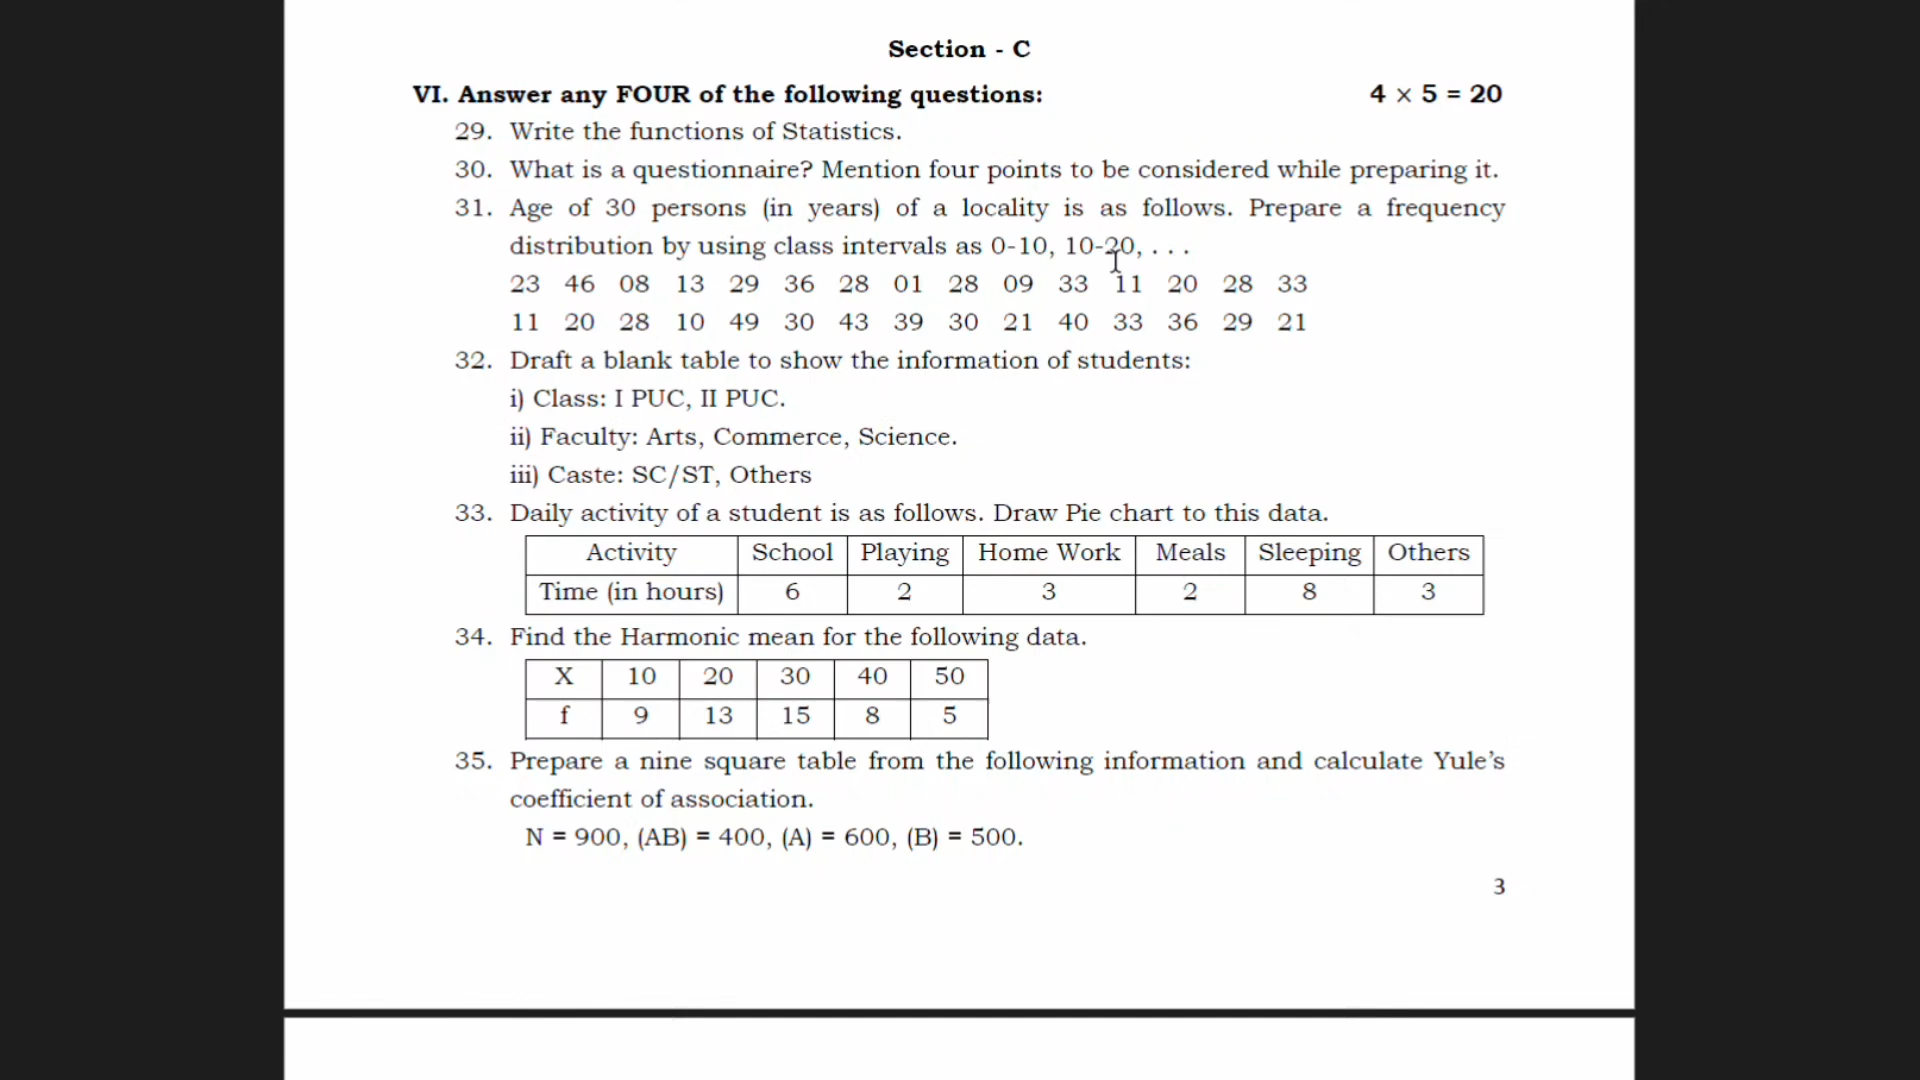 Section - C
VI. Answer any FOUR of the following questions: 4 × 5 = 20
29. Write the functions of Statistics.
30. What is a questionnaire? Mention four points to be considered while preparing it.
31. Age of 30 persons (in years) of a locality is as follows. Prepare a frequency
distribution by using class intervals as 0-10, 10-20, . . .
23 46 08 13 29 36 28 01 28 09 33 11 20 28 33
11 20 28 10 49 30 43 39 30 21 40 33 36 29 21
32. Draft a blank table to show the information of students:
i) Class: I PUC, II PUC.
ii) Faculty: Arts, Commerce, Science.
iii) Caste: SC/ST, Others
33. Daily activity of a student is as follows. Draw Pie chart to this data.
Activity School Playing Home Work Meals Sleeping Others
Time (in hours) 6 2 3 2 8 3
34. Find the Harmonic mean for the following data.
X 10 20 30 40 50
f 9 13 15 8 5
35. Prepare a nine square table from the following information and calculate Yule’s
coefficient of association.
N = 900, (AB) = 400, (A) = 600, (B) = 500.
3